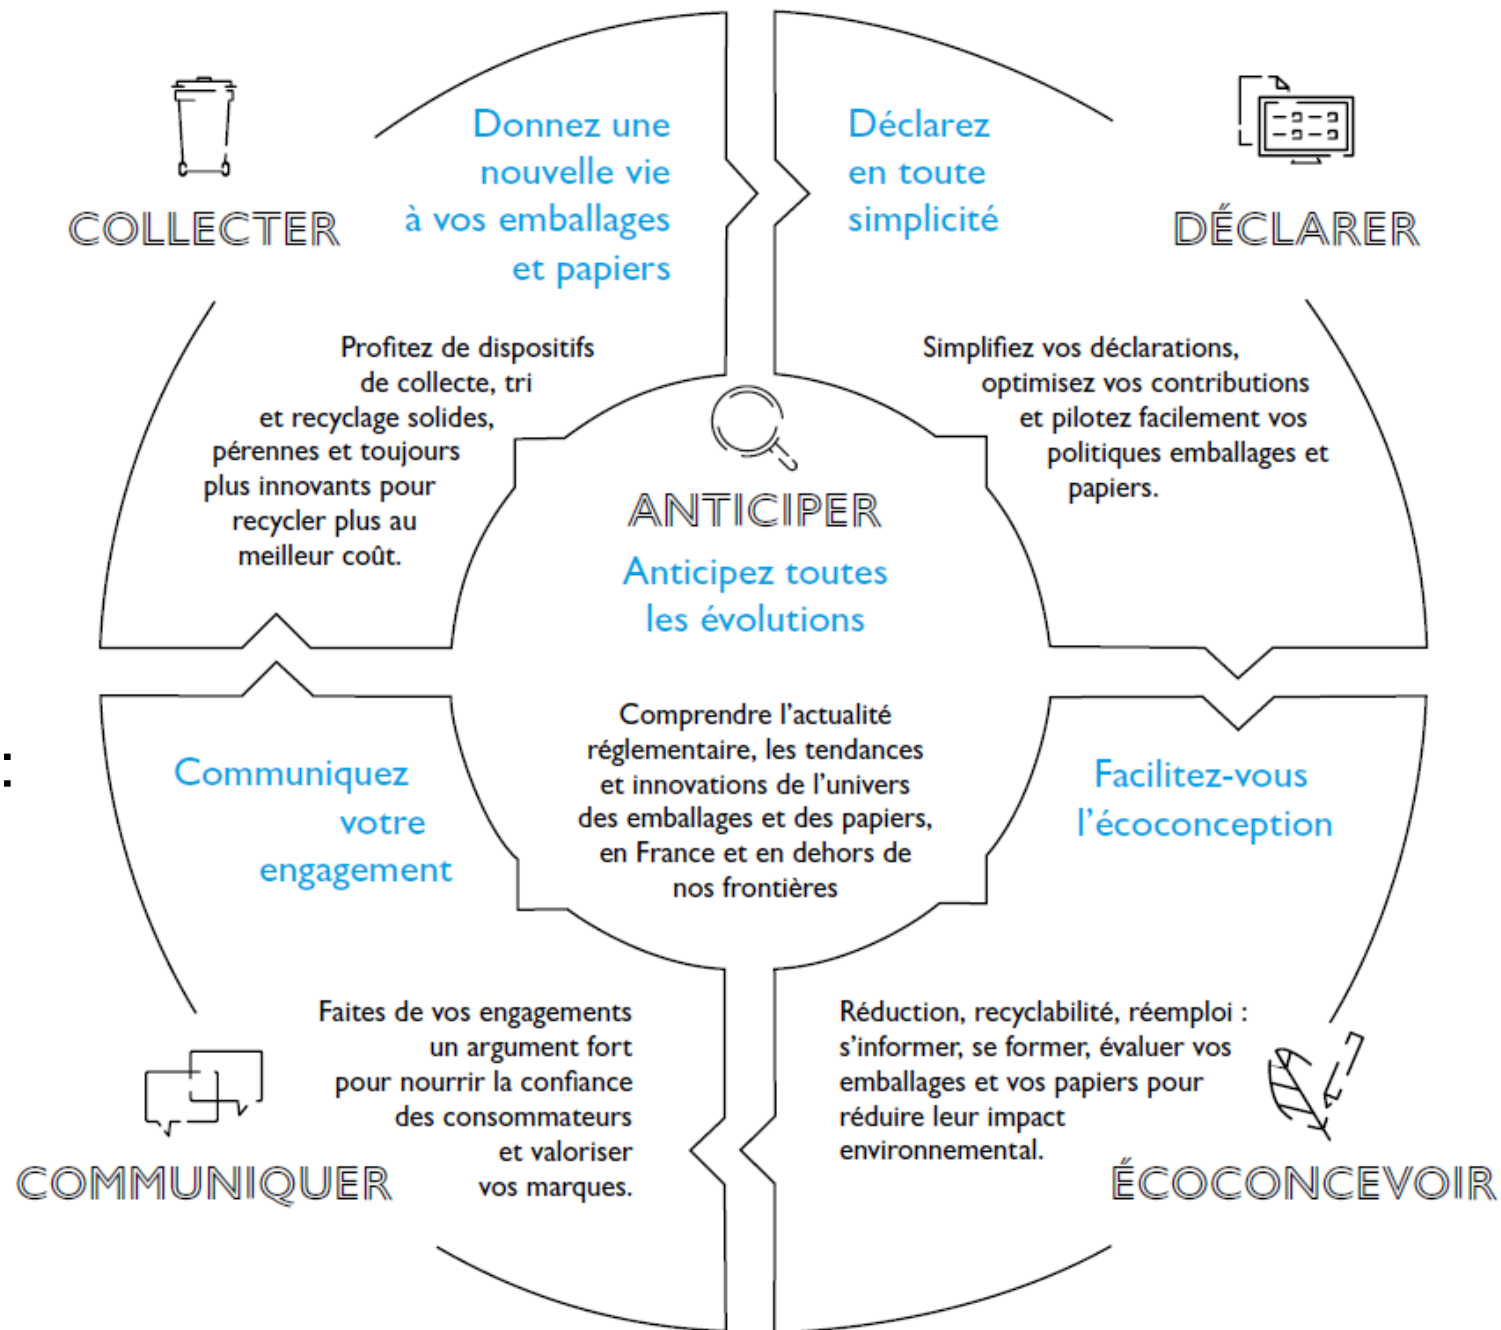 COLLECTER
Donnez une
nouvelle vie
à vos emballages
et papiers
Profitez de dispositifs
de collecte, tri
et recyclage solides,
pérennes et toujours
plus innovants pour
recycler plus au
meilleur coût.
Déclarez
en toute
simplicité
DÉCLARER
Simplifiez vos déclarations,
optimisez vos contributions
et pilotez facilement vos
politiques emballages et
papiers.
ANTICIPER
Anticipez toutes
les évolutions
Comprendre l’actualité
réglementaire, les tendances
et innovations de l’univers
des emballages et des papiers,
en France et en dehors de
nos frontières
:
Communiquez
votre
engagement
Faites de vos engagements
un argument fort
pour nourrir la confiance
des consommateurs
et valoriser
vos marques.
COMMUNIQUER
Facilitez-vous
l’écoconception
Réduction, recyclabilité, réemploi :
s’informer, se former, évaluer vos
emballages et vos papiers pour
réduire leur impact
environnemental.
ÉCOCONCEVOIR